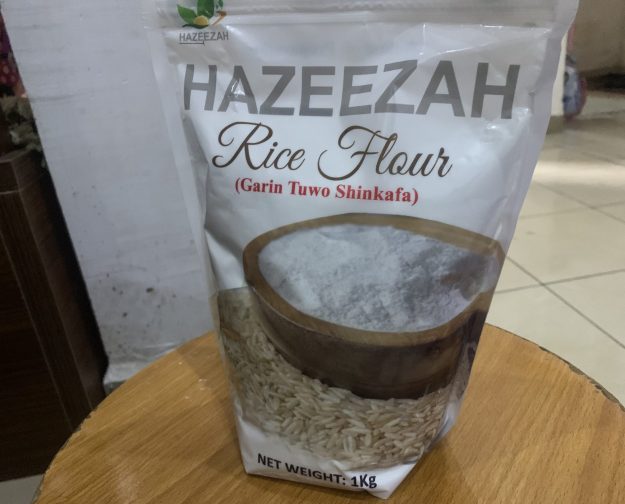 HAZEEZAH
HAZEEZAH
Rice Flour
(Garin Tuwo Shinkafa)
NET WEIGHT: 1Kg